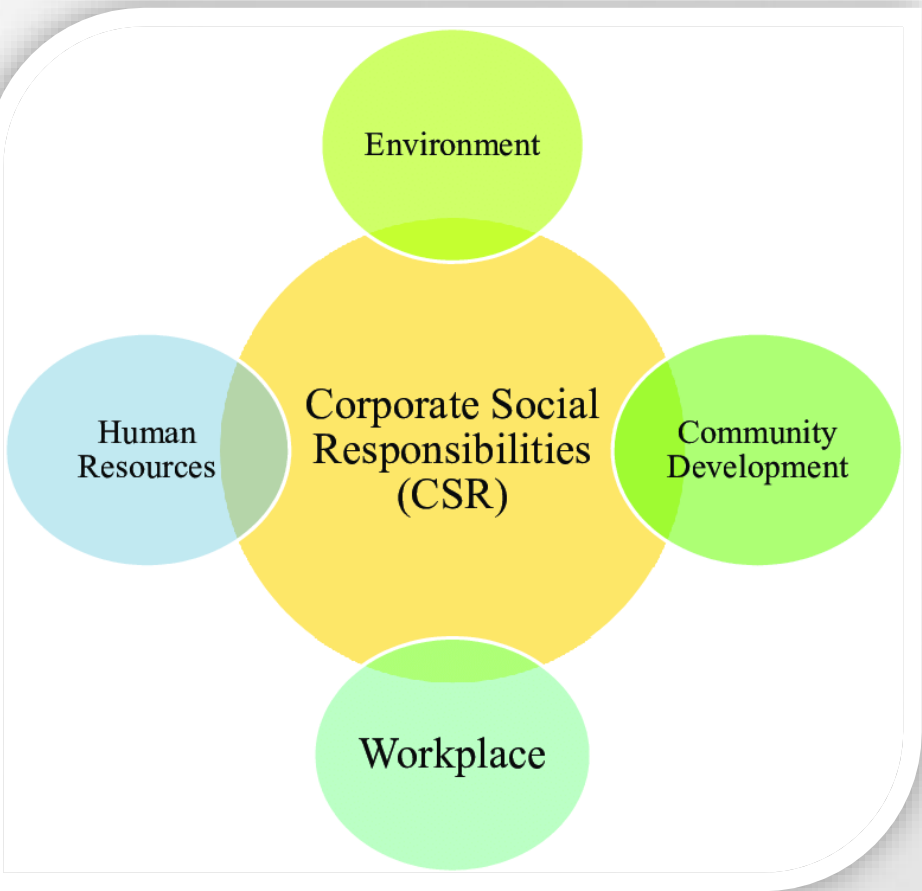 Environment
Human
Resources
Corporate Social
Responsibilities
(CSR)
Community
Development
Workplace